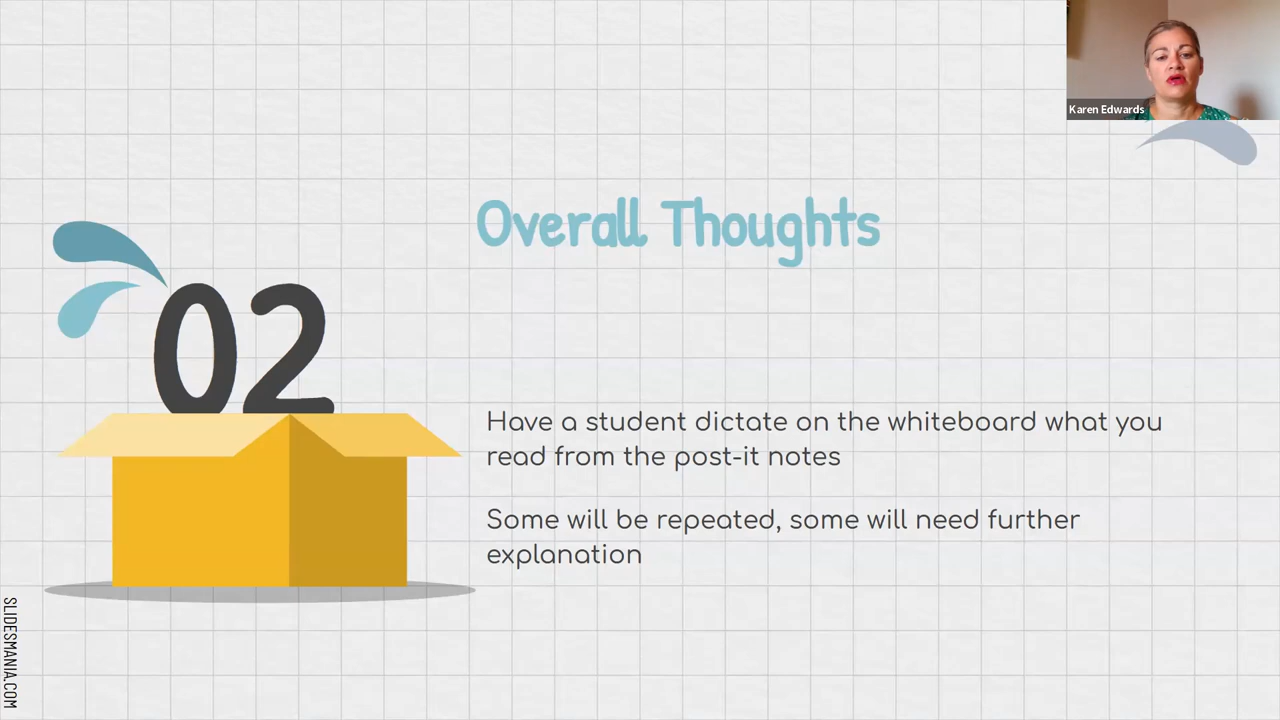 Karen Edwards
Overall Thoughts
02
Have a student dictate on the whiteboard what you
read from the post-it notes
Some will be repeated, some will need further
explanation
SLIDESMANIA.COM